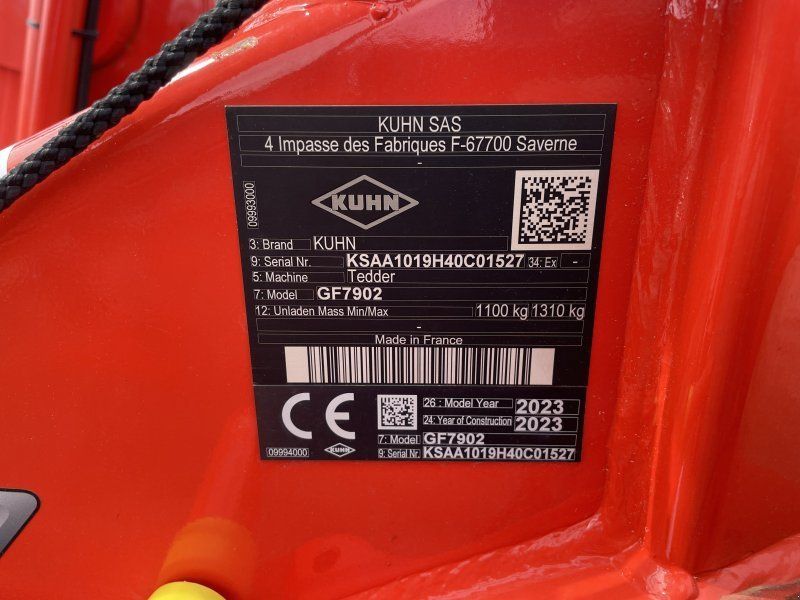 KUHN SAS
4 Impasse des Fabriques F-67700 Saverne
-
09993000
KUHN
3: Brand KUHN
9: Serial Nr. KSAA1019H40C01527 34: Ex -
5: Machine Tedder
7: Model GF7902
12: Unladen Mass Min/Max 1100 kg 1310 kg
-
Made in France
CE 26 : Model Year 2023
24: Year of Construction 2023
7: Model GF7902
09994000 KUHN 9: Serial Nr. KSAA1019H40C01527